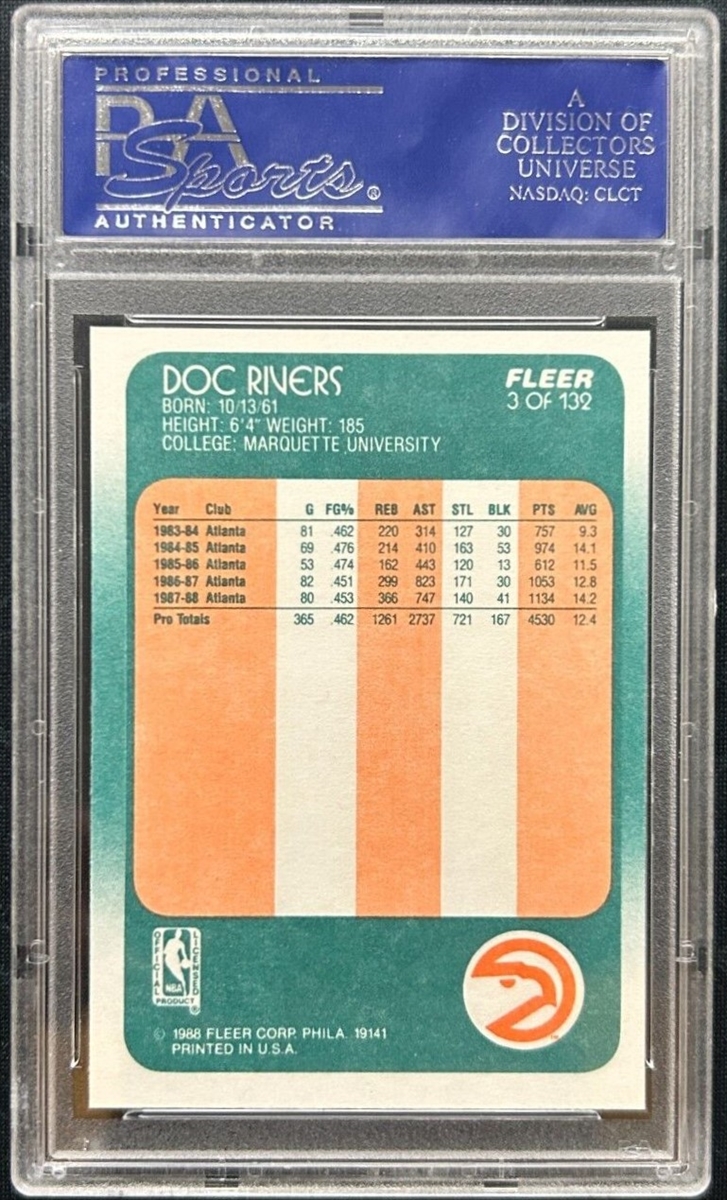 PROFESSIONAL
PSA
Sports®
AUTHENTICATOR
A
DIVISION OF
COLLECTORS
UNIVERSE
NASDAQ: CLCT
DOC RIVERS
BORN: 10/13/61
HEIGHT: 6'4" WEIGHT: 185
COLLEGE: MARQUETTE UNIVERSITY
FLEER
3 OF 132
Year Club G FG% REB AST STL BLK PTS AVG
1983-84 Atlanta 81 .462 220 314 127 30 757 9.3
1984-85 Atlanta 69 .476 214 410 163 53 974 14.1
1985-86 Atlanta 53 .474 162 443 120 13 612 11.5
1986-87 Atlanta 82 .451 299 823 171 30 1053 12.8
1987-88 Atlanta 80 .453 366 747 140 41 1134 14.2
Pro Totals 365 .462 1261 2737 721 167 4530 12.4
OFFICIAL
LICENSED
NBA
PRODUCT
®
TM
© 1988 FLEER CORP. PHILA. 19141
PRINTED IN U.S.A.